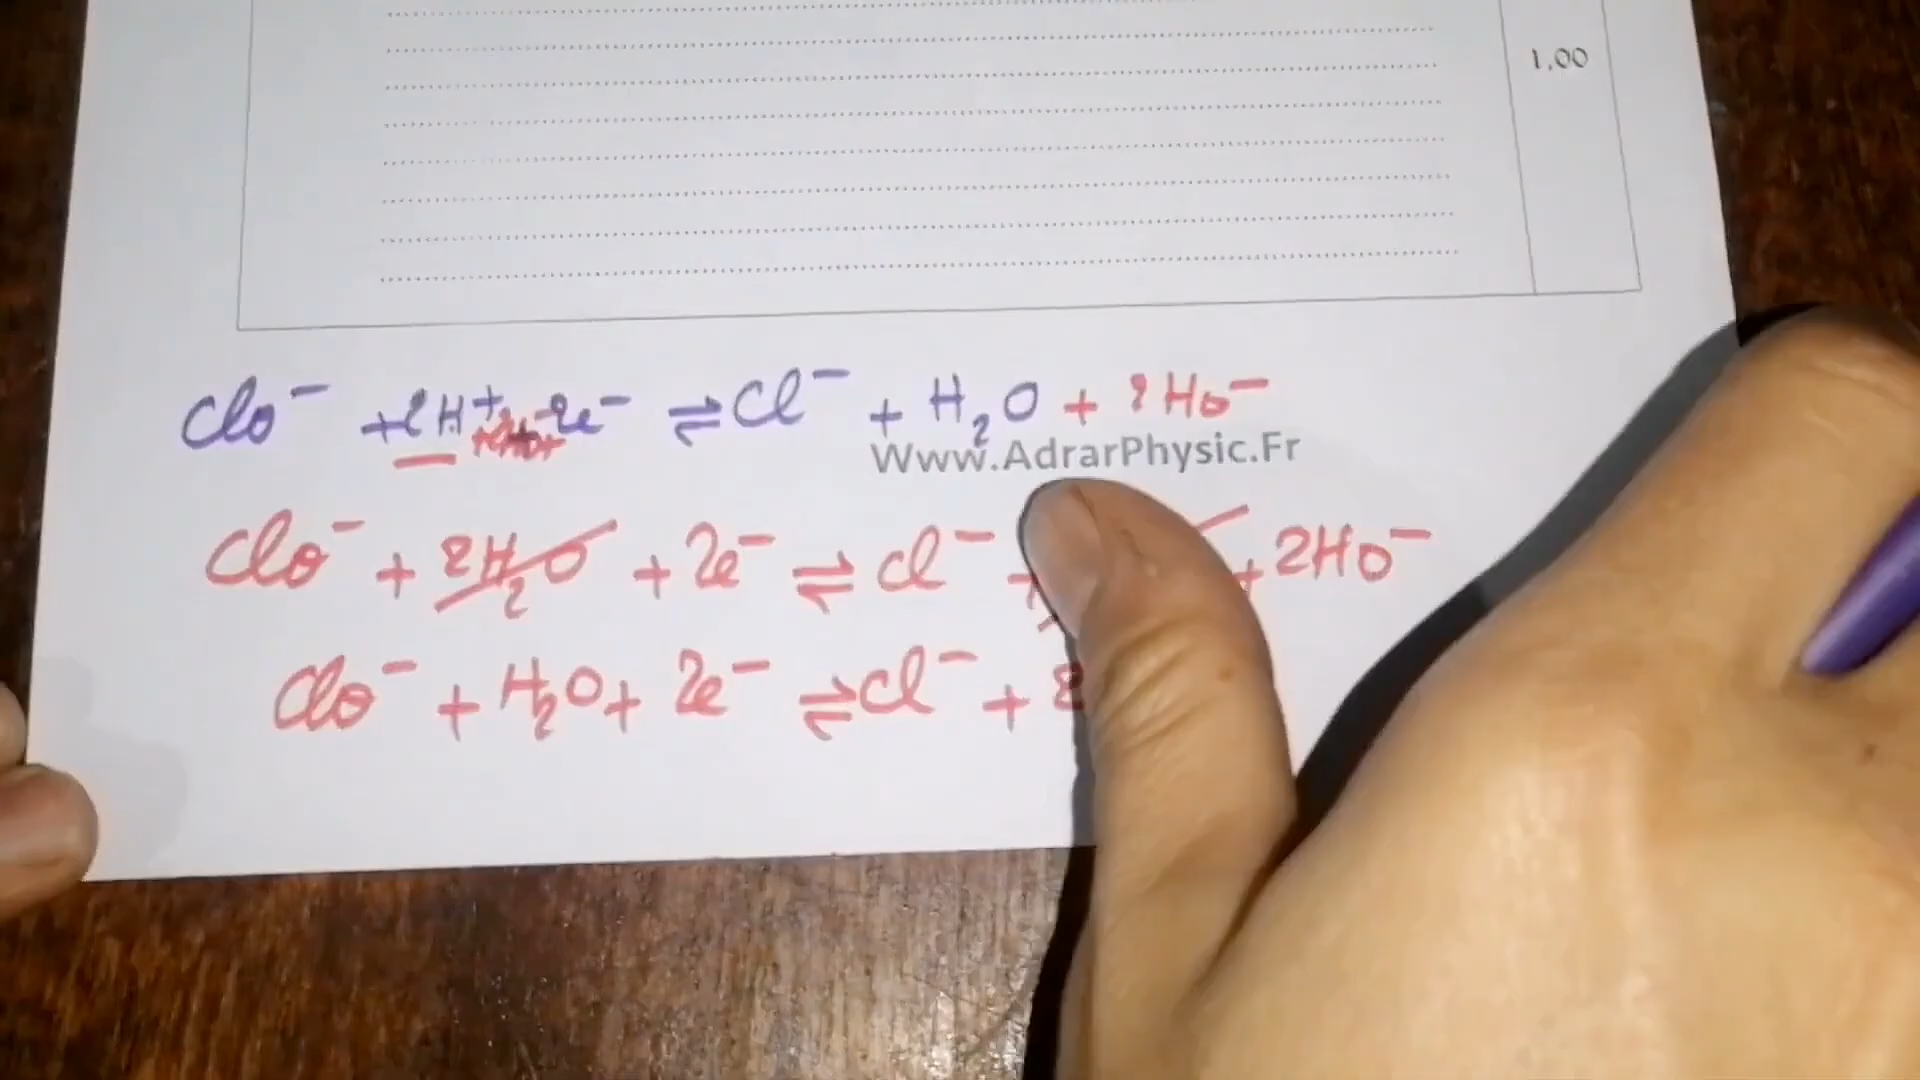 1,00
ClO⁻ + 2H⁺ + 2e⁻ ⇌ Cl⁻ + H₂O + 2HO⁻
Www.AdrarPhysic.Fr
ClO⁻ + 2H₂O + 2e⁻ ⇌ Cl⁻ + + 2HO⁻
ClO⁻ + H₂O + 2e⁻ ⇌ Cl⁻ + 2